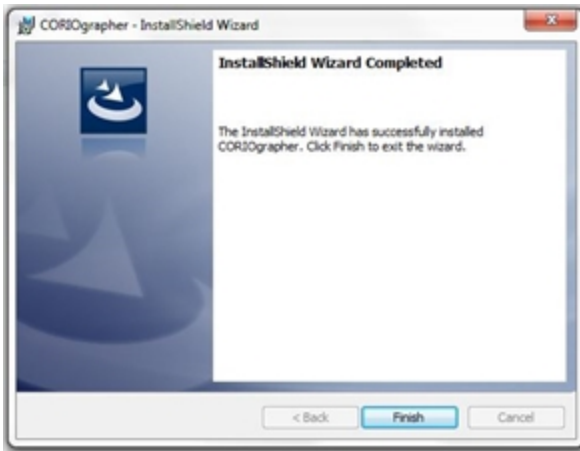 CORIOgrapher - InstallShield Wizard
InstallShield Wizard Completed
The InstallShield Wizard has successfully installed
CORIOgrapher. Click Finish to exit the wizard.
< Back
Finish
Cancel